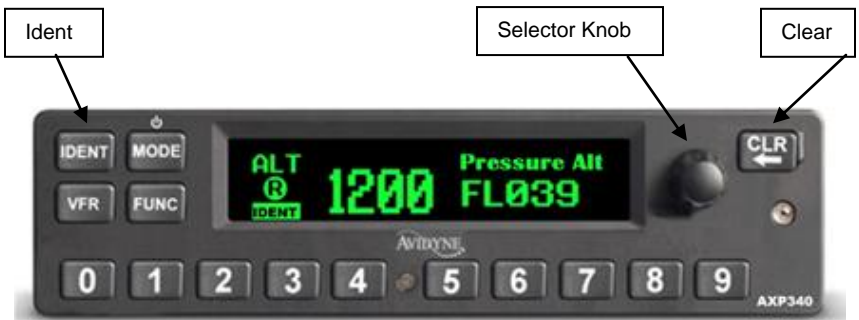 Ident
Selector Knob
Clear
IDENT
MODE
CLR
VFR
FUNC
ALT
R
IDENT
1200
Pressure Alt
FL039
AVIDYNE
0 1 2 3 4 5 6 7 8 9
AXP340